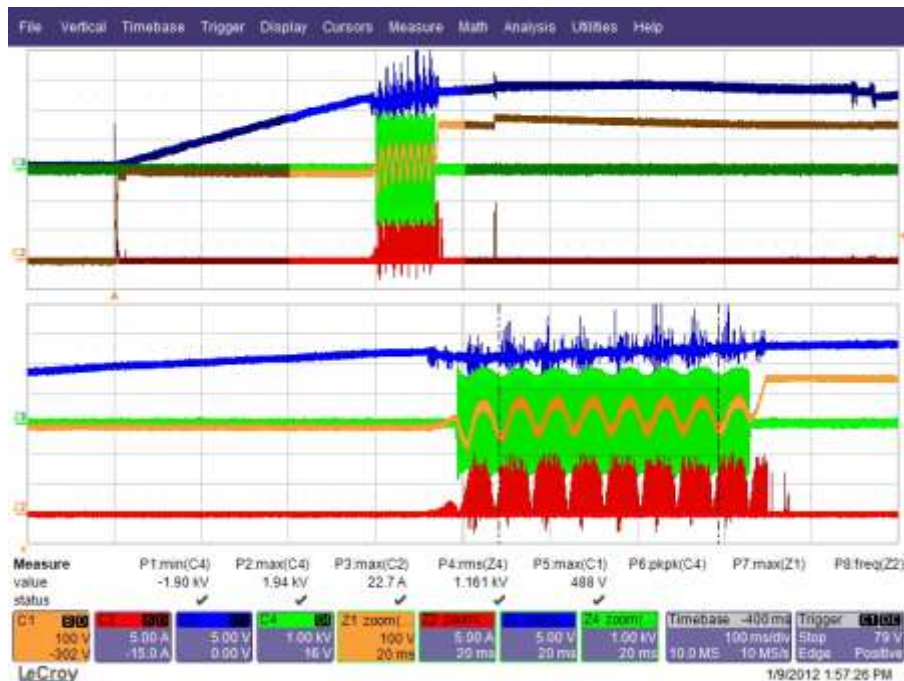 File Vertical Timebase Trigger Display Cursors Measure Math Analysis Utilities Help
A
Measure P1:min(C4) P2:max(C4) P3:max(C2) P4:rms(Z4) P5:max(C1) P6:pkpk(C4) P7:max(Z1) P8:freq(Z2)
value -1.90 kV 1.94 kV 22.7 A 1.161 kV 488 V
status
C1 C4 Z1 zoom( Z2 zoom( Z4 zoom( Timebase -400 ms Trigger C1 DC
100 V 5.00 A 5.00 V 1.00 kV 100 V 5.00 A 5.00 V 1.00 kV 100 ms/div Stop 79 V
-302 V -15.0 A 0.00 V 16 V 20 ms 20 ms 20 ms 20 ms 10.0 MS 10 MS/s Edge Positive
LeCroy 1/9/2012 1:57:26 PM